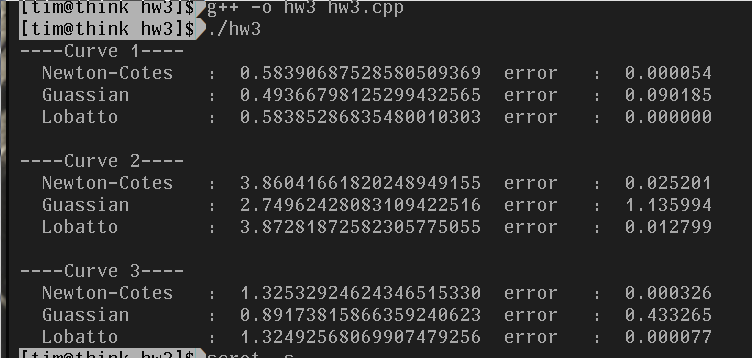 [tim@think hw3]$ g++ -o hw3 hw3.cpp
[tim@think hw3]$ ./hw3
----Curve 1----
Newton-Cotes : 0.58390687528580509369 error : 0.000054
Guassian : 0.49366798125299432565 error : 0.090185
Lobatto : 0.58385286835480010303 error : 0.000000
----Curve 2----
Newton-Cotes : 3.86041661820248949155 error : 0.025201
Guassian : 2.74962428083109422516 error : 1.135994
Lobatto : 3.87281872582305775055 error : 0.012799
----Curve 3----
Newton-Cotes : 1.32532924624346515330 error : 0.000326
Guassian : 0.89173815866359240623 error : 0.433265
Lobatto : 1.32492568069907479256 error : 0.000077
[tim@think hw3]$ scrot -s